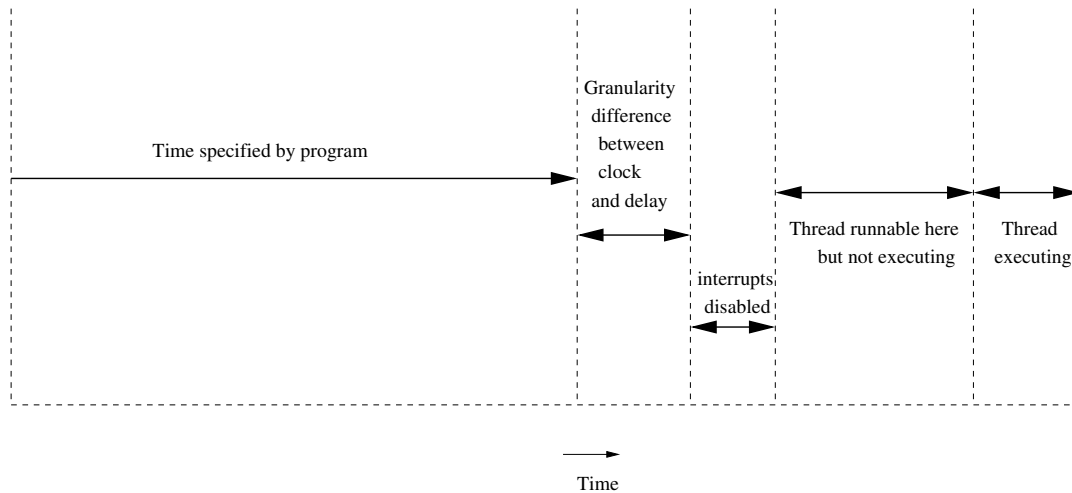 Time specified by program
Granularity
difference
between
clock
and delay
interrupts
disabled
Thread runnable here
but not executing
Thread
executing
Time